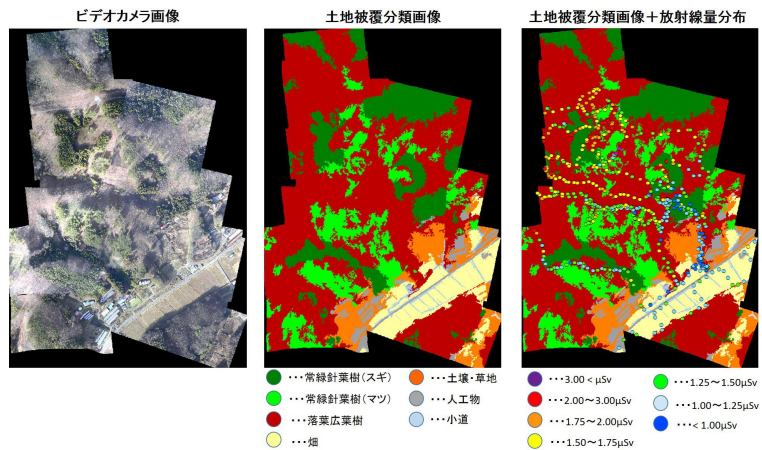 ビデオカメラ画像
土地被覆分類画像
土地被覆分類画像＋放射線量分布
･･･常緑針葉樹(スギ)
･･･常緑針葉樹(マツ)
･･･落葉広葉樹
･･･畑
･･･土壌・草地
･･･人工物
･･･小道
･･･3.00 < μSv
･･･2.00～3.00μSv
･･･1.75～2.00μSv
･･･1.50～1.75μSv
･･･1.25～1.50μSv
･･･1.00～1.25μSv
･･･< 1.00μSv